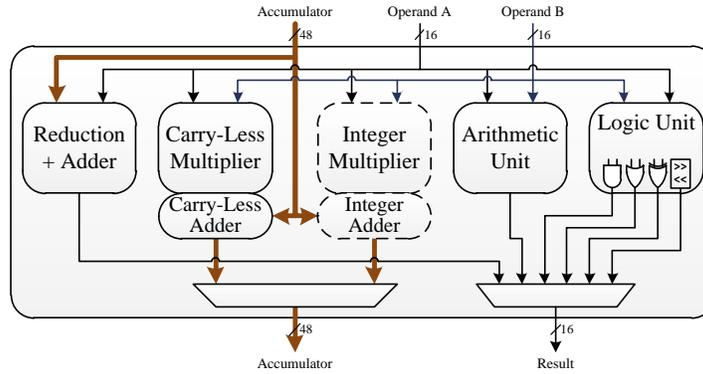 Accumulator
Operand A
Operand B
48
16
16
Reduction
+ Adder
Carry-Less
Multiplier
Integer
Multiplier
Arithmetic
Unit
Logic Unit
>>
<<
Carry-Less
Adder
Integer
Adder
48
16
Accumulator
Result